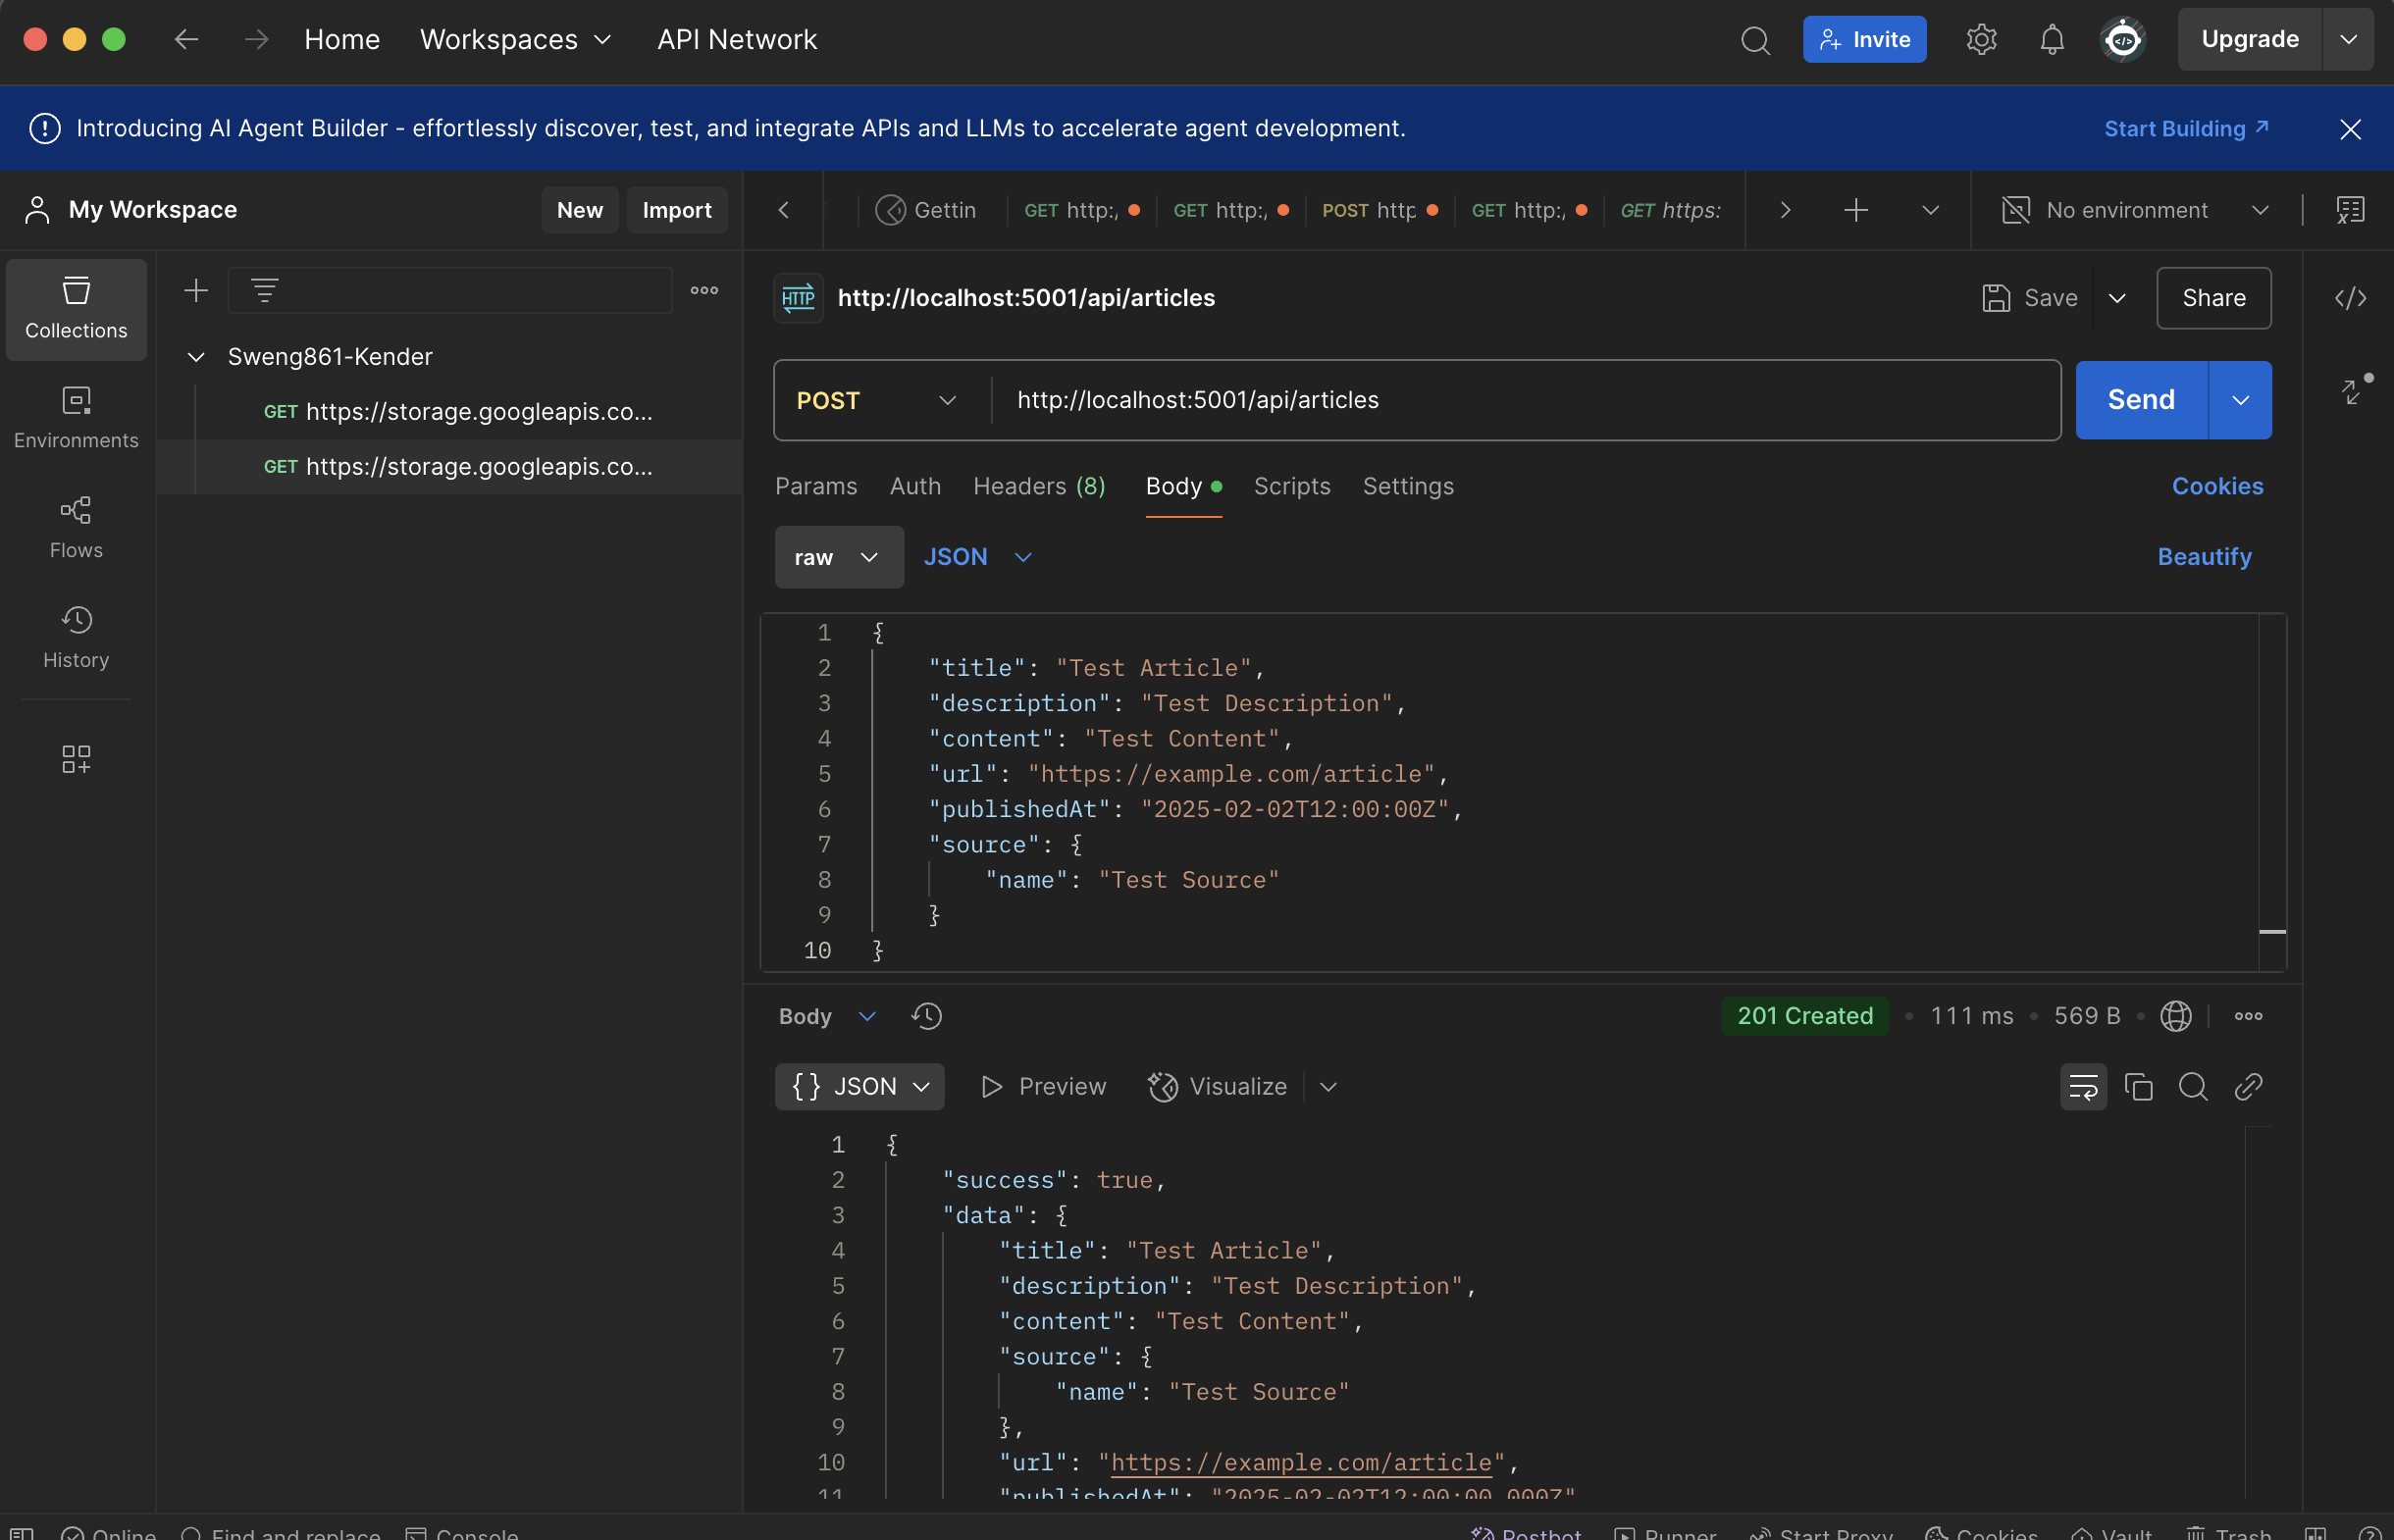 Home Workspaces API Network Invite Upgrade
Introducing AI Agent Builder - effortlessly discover, test, and integrate APIs and LLMs to accelerate agent development. Start Building
My Workspace New Import Gettin GET http:/ POST http GET http:/ GET https: No environment
Collections
Environments
Flows
History
Sweng861-Kender
GET https://storage.googleapis.co...
GET https://storage.googleapis.co...
HTTP http://localhost:5001/api/articles Save Share
POST http://localhost:5001/api/articles Send
Params Auth Headers (8) Body Scripts Settings Cookies
raw JSON Beautify
1 {
2 "title": "Test Article",
3 "description": "Test Description",
4 "content": "Test Content",
5 "url": "https://example.com/article",
6 "publishedAt": "2025-02-02T12:00:00Z",
7 "source": {
8 "name": "Test Source"
9 }
10 }
Body 201 Created • 111 ms • 569 B •
{} JSON Preview Visualize
1 {
2 "success": true,
3 "data": {
4 "title": "Test Article",
5 "description": "Test Description",
6 "content": "Test Content",
7 "source": {
8 "name": "Test Source"
9 },
10 "url": "https://example.com/article",
11 "publishedAt": "2025-02-02T12:00:00.000Z"
Online Find and replace Console Postbot Runner Start Proxy Cookies Vault Trash